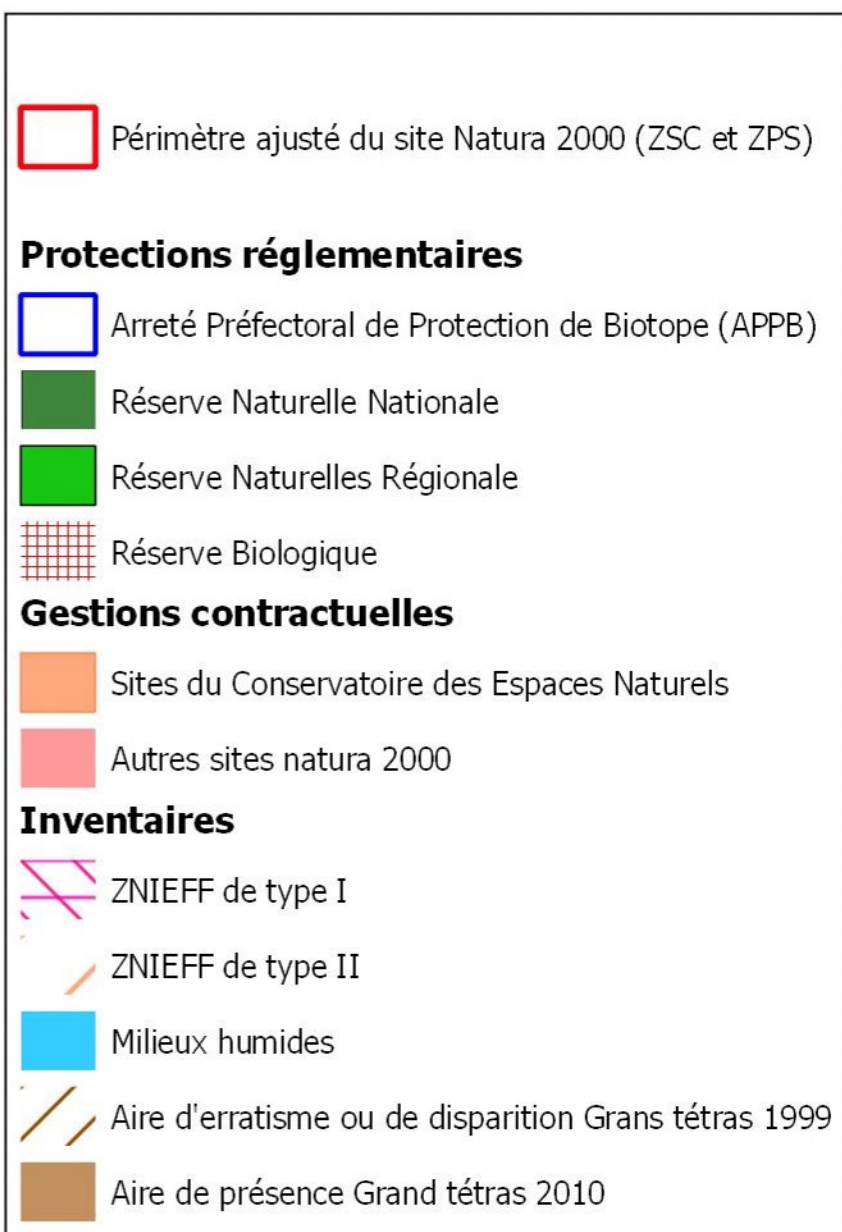 Périmètre ajusté du site Natura 2000 (ZSC et ZPS)
Protections réglementaires
Arreté Préfectoral de Protection de Biotope (APPB)
Réserve Naturelle Nationale
Réserve Naturelles Régionale
Réserve Biologique
Gestions contractuelles
Sites du Conservatoire des Espaces Naturels
Autres sites natura 2000
Inventaires
ZNIEFF de type I
ZNIEFF de type II
Milieux humides
Aire d'erratisme ou de disparition Grans tétras 1999
Aire de présence Grand tétras 2010